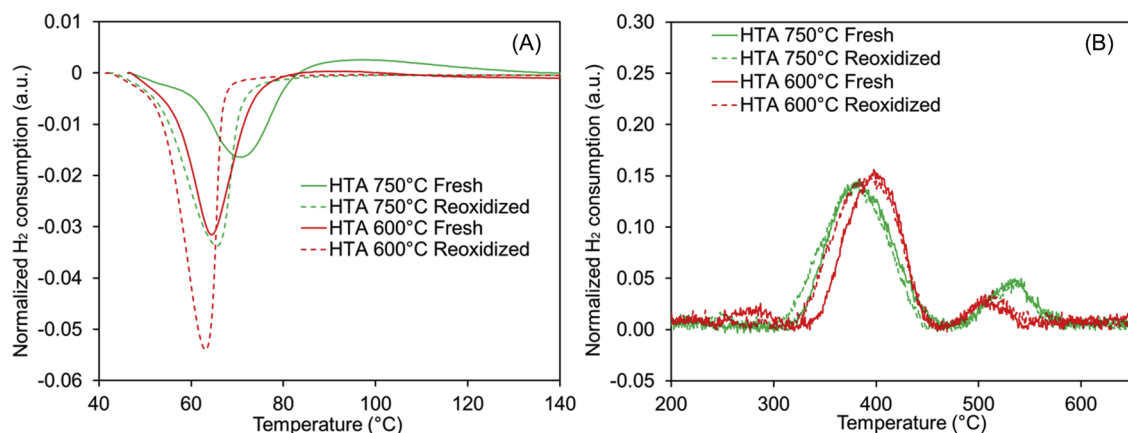 (A)
Normalized H₂ consumption (a.u.)
0.01
0
-0.01
-0.02
-0.03
-0.04
-0.05
-0.06
HTA 750°C Fresh
HTA 750°C Reoxidized
HTA 600°C Fresh
HTA 600°C Reoxidized
40 60 80 100 120 140
Temperature (°C)
(B)
Normalized H₂ consumption (a.u.)
0.30
0.25
0.20
0.15
0.10
0.05
0.00
-0.05
HTA 750°C Fresh
HTA 750°C Reoxidized
HTA 600°C Fresh
HTA 600°C Reoxidized
200 300 400 500 600
Temperature (°C)